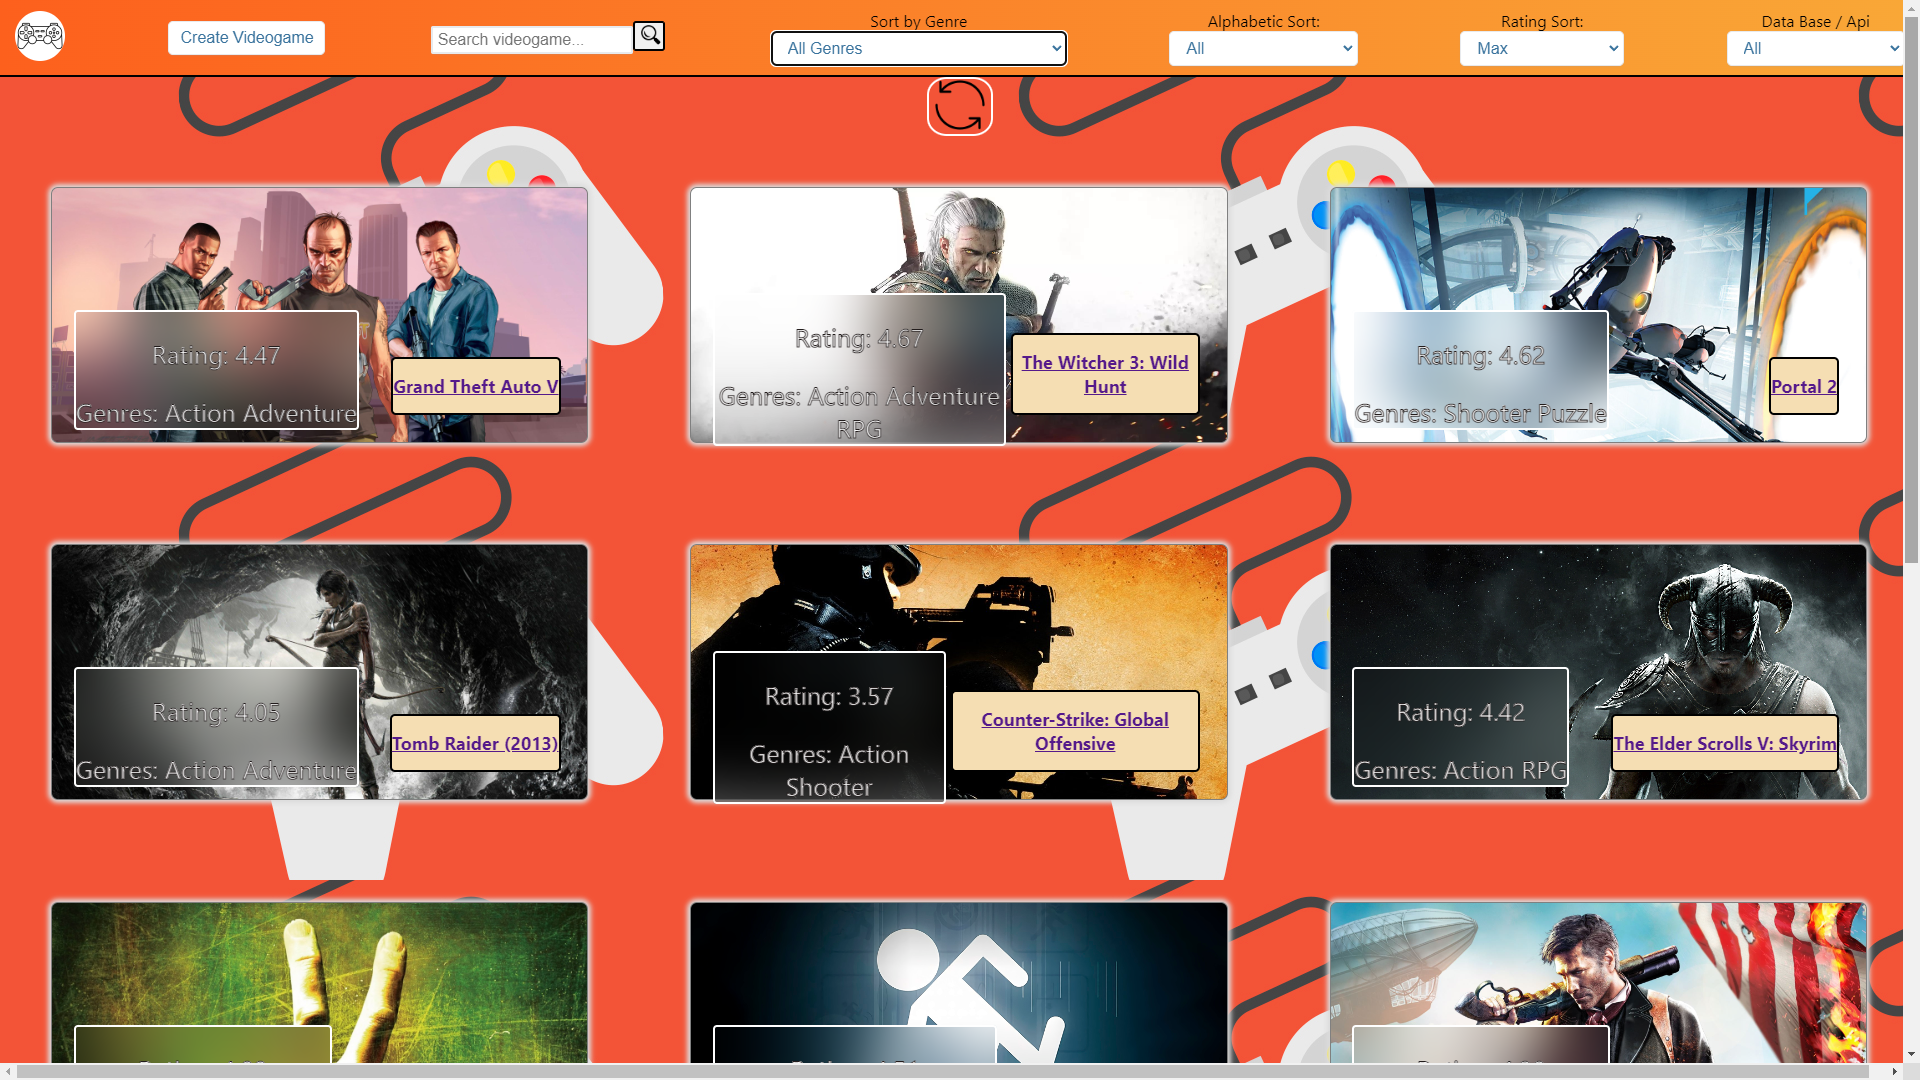 Create Videogame
Search videogame...
Sort by Genre
All Genres
Alphabetic Sort:
All
Rating Sort:
Max
Data Base / Api
All
Rating: 4.47
Genres: Action Adventure
Grand Theft Auto V
Rating: 4.67
Genres: Action Adventure
RPG
The Witcher 3: Wild
Hunt
Rating: 4.62
Genres: Shooter Puzzle
Portal 2
Rating: 4.05
Genres: Action Adventure
Tomb Raider (2013)
Rating: 3.57
Genres: Action
Shooter
Counter-Strike: Global
Offensive
Rating: 4.42
Genres: Action RPG
The Elder Scrolls V: Skyrim